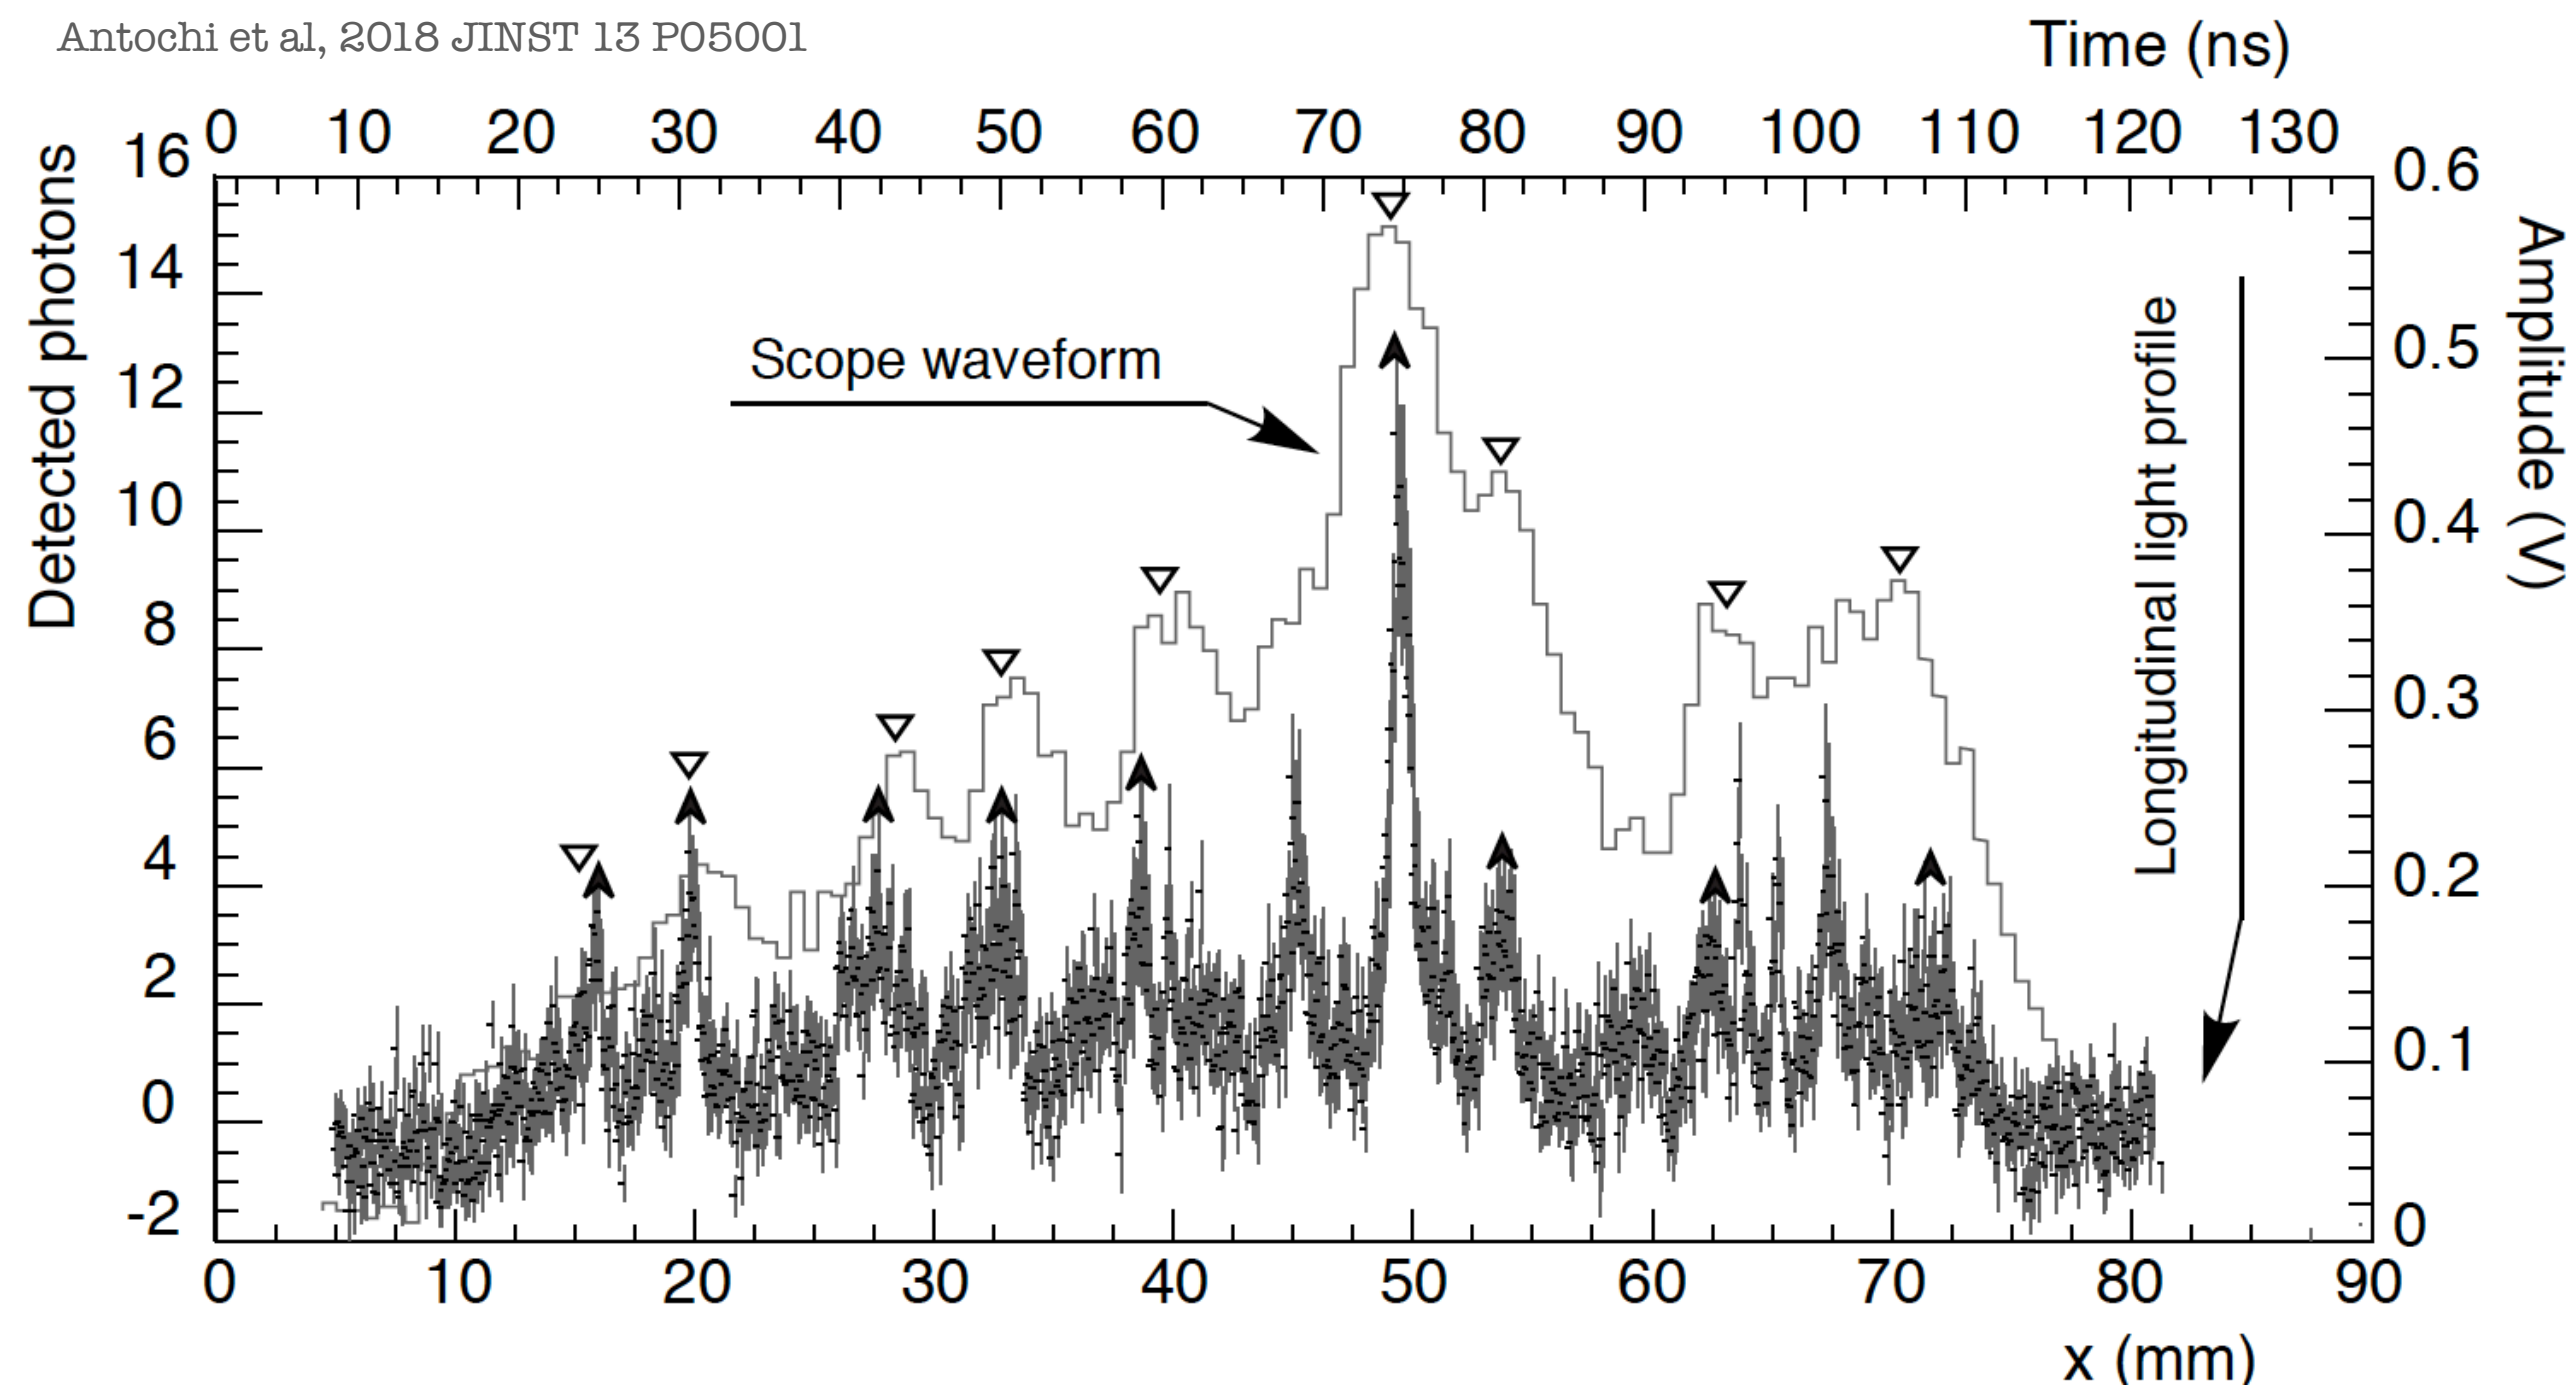 Antochi et al, 2018 JINST 13 P05001
Time (ns)
0 10 20 30 40 50 60 70 80 90 100 110 120 130
Detected photons
16
14
12
10
8
6
4
2
0
-2
Scope waveform
Longitudinal light profile
0.6
0.5
0.4
0.3
0.2
0.1
0
Amplitude (V)
0 10 20 30 40 50 60 70 80 90
x (mm)